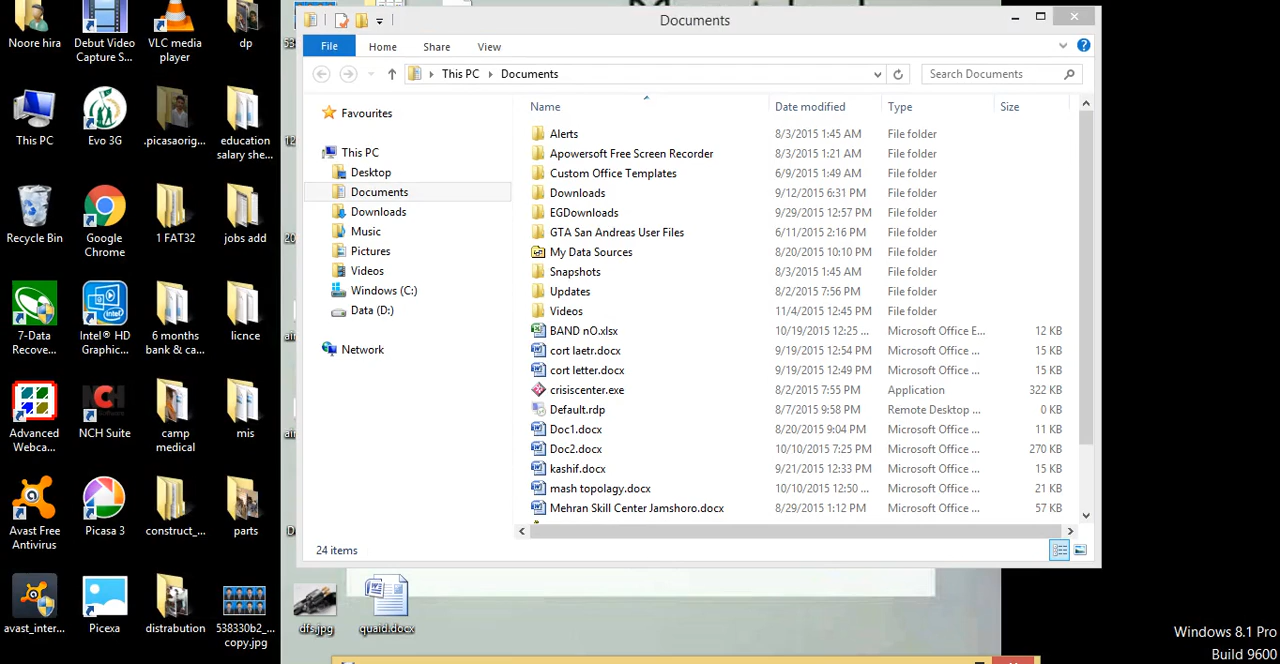 Documents
File
Home
Share
View
This PC
Documents
Search Documents
Favourites
This PC
Desktop
Documents
Downloads
Music
Pictures
Videos
Windows (C:)
Data (D:)
Network
Name Date modified Type Size
Alerts 8/3/2015 1:45 AM File folder
Apowersoft Free Screen Recorder 8/3/2015 1:21 AM File folder
Custom Office Templates 6/9/2015 1:49 AM File folder
Downloads 9/12/2015 6:31 PM File folder
EGDownloads 9/29/2015 12:57 PM File folder
GTA San Andreas User Files 6/11/2015 2:16 PM File folder
My Data Sources 8/20/2015 10:10 PM File folder
Snapshots 8/3/2015 1:45 AM File folder
Updates 8/2/2015 7:56 PM File folder
Videos 11/4/2015 12:45 PM File folder
BAND nO.xlsx 10/19/2015 12:25 ... Microsoft Office E... 12 KB
cort laetr.docx 9/19/2015 12:54 PM Microsoft Office ... 15 KB
cort letter.docx 9/19/2015 12:49 PM Microsoft Office ... 15 KB
crisiscenter.exe 8/2/2015 7:55 PM Application 322 KB
Default.rdp 8/7/2015 9:58 PM Remote Desktop ... 0 KB
Doc1.docx 8/20/2015 9:04 PM Microsoft Office ... 11 KB
Doc2.docx 10/10/2015 7:25 PM Microsoft Office ... 270 KB
kashif.docx 9/21/2015 12:33 PM Microsoft Office ... 15 KB
mash topolagy.docx 10/10/2015 12:50 ... Microsoft Office ... 21 KB
Mehran Skill Center Jamshoro.docx 8/29/2015 1:12 PM Microsoft Office ... 57 KB
24 items
Noore hira
Debut Video
Capture S...
VLC media
player
dp
This PC
Evo 3G
.picasaorig...
education
salary she...
Recycle Bin
Google
Chrome
1 FAT32
jobs add
7-Data
Recove...
Intel® HD
Graphic...
6 months
bank & ca...
licnce
Advanced
Webca...
NCH Suite
camp
medical
mis
Avast Free
Antivirus
Picasa 3
construct_...
parts
avast_inter...
Picexa
distrabution
538330b2_...
copy.jpg
dfs.jpg
quaid.docx
Windows 8.1 Pro
Build 9600